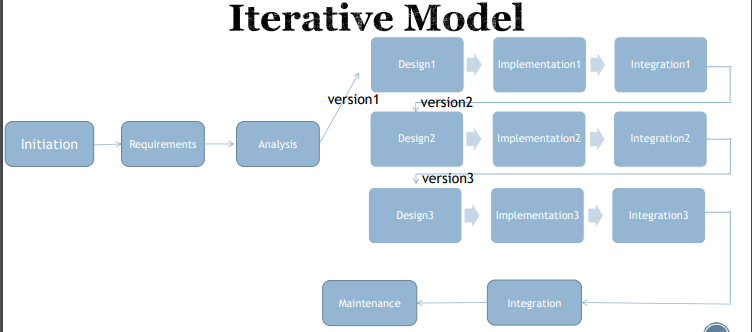 Iterative Model
Design1
Implementation1
Integration1
version1
version2
Initiation
Requirements
Analysis
Design2
Implementation2
Integration2
version3
Design3
Implementation3
Integration3
Maintenance
Integration